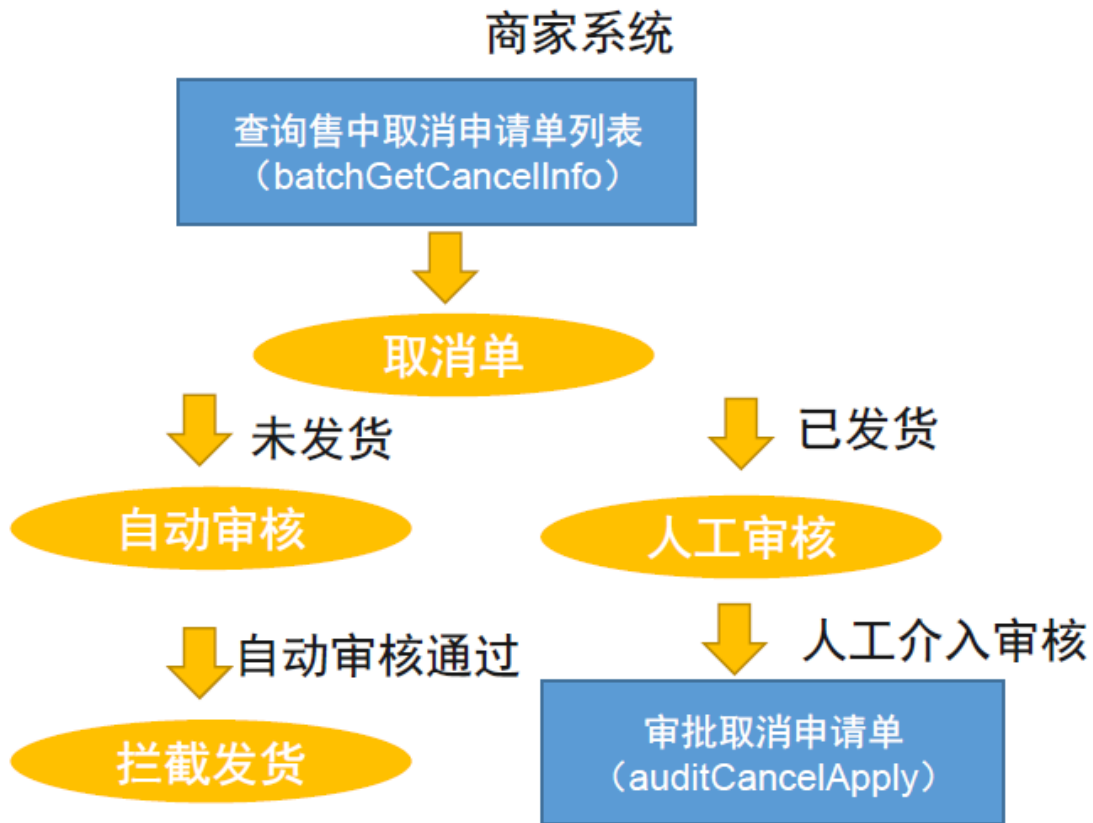 商家系统
查询售中取消申请单列表
（batchGetCancelInfo）
取消单
未发货
已发货
自动审核
人工审核
自动审核通过
人工介入审核
拦截发货
审批取消申请单
（auditCancelApply）